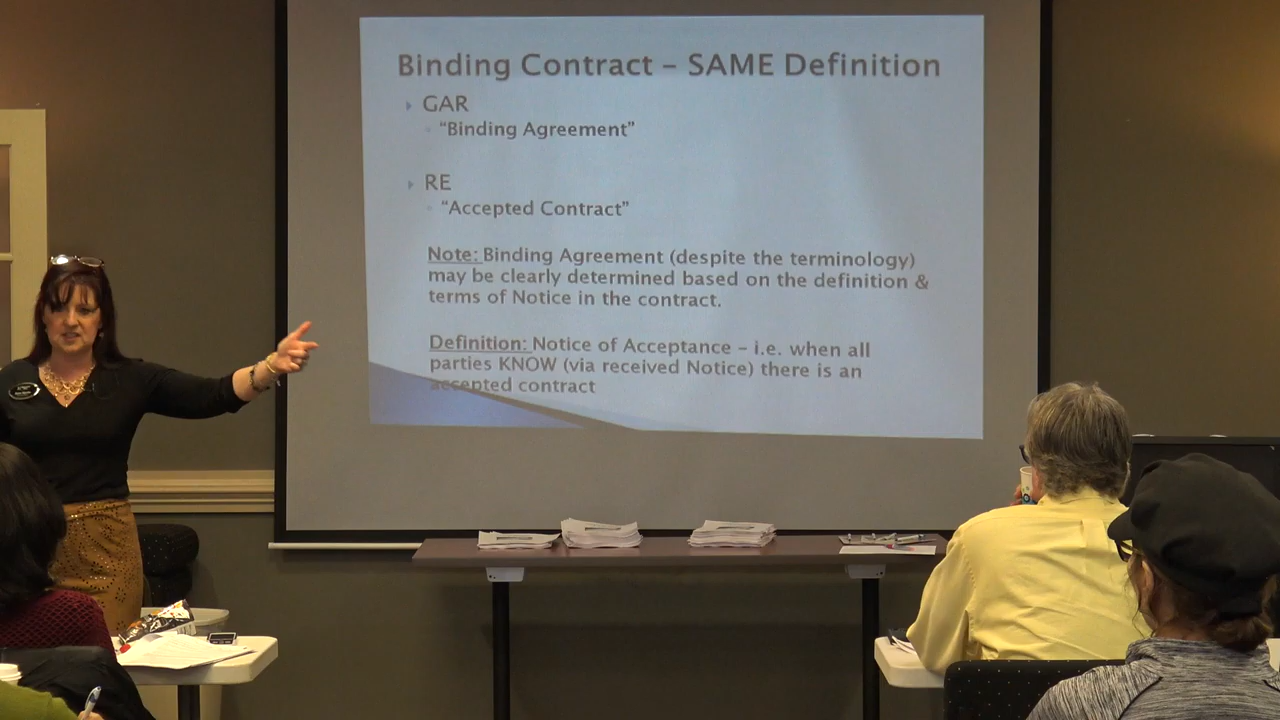 Binding Contract – SAME Definition
GAR
“Binding Agreement”
RE
“Accepted Contract”
Note: Binding Agreement (despite the terminology)
may be clearly determined based on the definition &
terms of Notice in the contract.
Definition: Notice of Acceptance – i.e. when all
parties KNOW (via received Notice) there is an
accepted contract